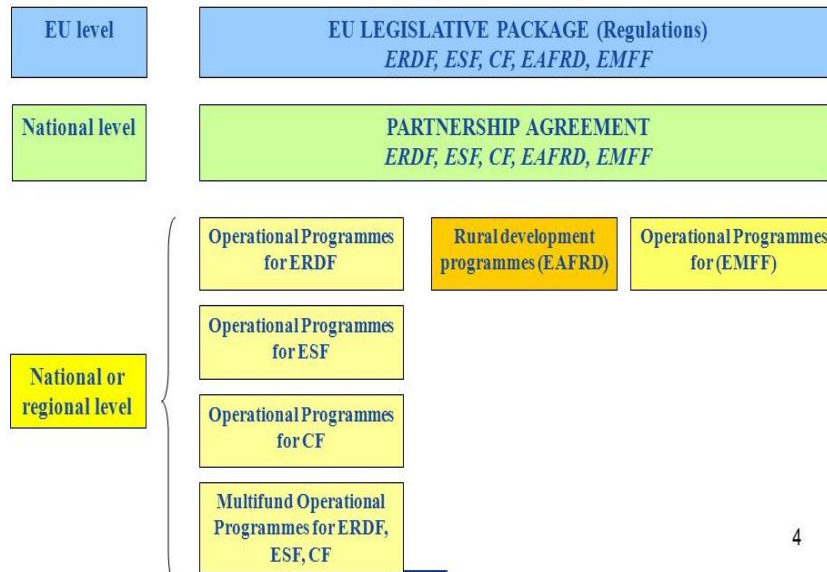 EU level
EU LEGISLATIVE PACKAGE (Regulations)
ERDF, ESF, CF, EAFRD, EMFF
National level
PARTNERSHIP AGREEMENT
ERDF, ESF, CF, EAFRD, EMFF
National or
regional level
Operational Programmes
for ERDF
Rural development
programmes (EAFRD)
Operational Programmes
for (EMFF)
Operational Programmes
for ESF
Operational Programmes
for CF
Multifund Operational
Programmes for ERDF,
ESF, CF
4